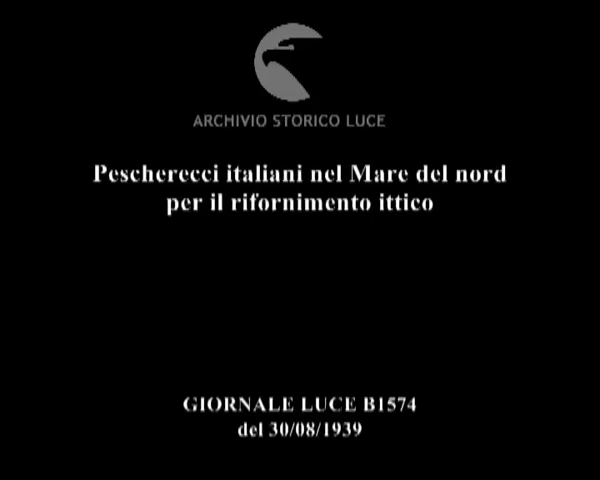 ARCHIVIO STORICO LUCE
Pescherecci italiani nel Mare del nord
per il rifornimento ittico
GIORNALE LUCE B1574
del 30/08/1939